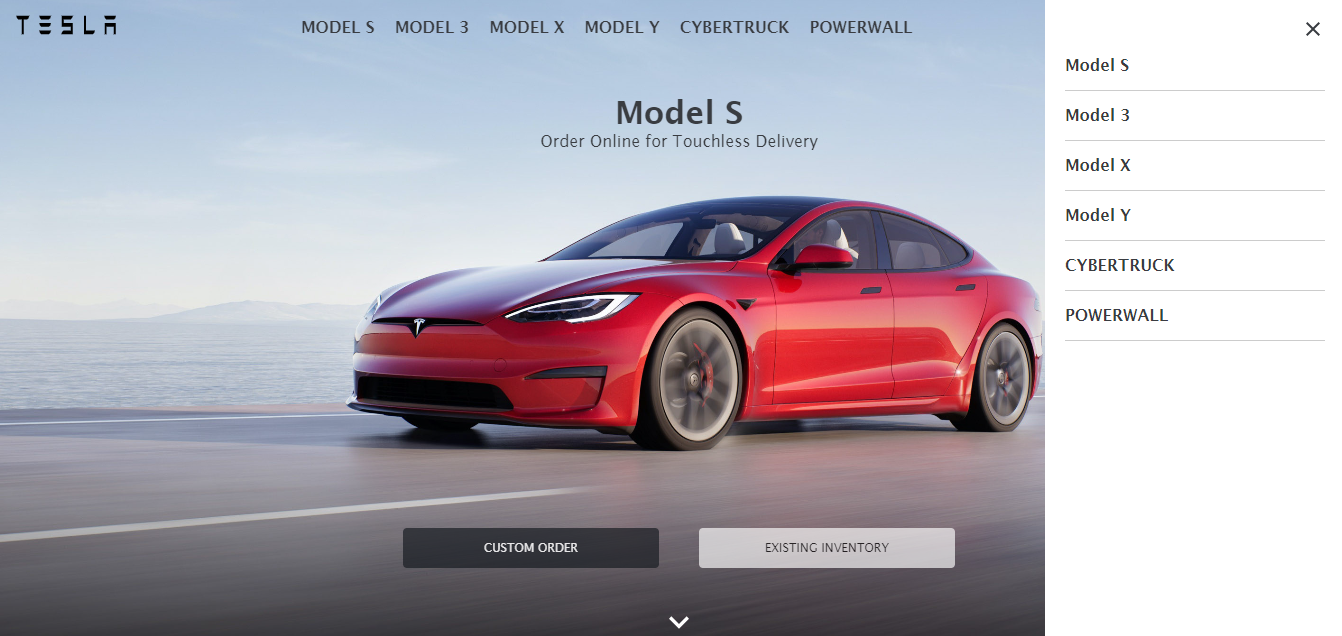 TESLA
MODEL S MODEL 3 MODEL X MODEL Y CYBERTRUCK POWERWALL
Model S
Order Online for Touchless Delivery
CUSTOM ORDER
EXISTING INVENTORY
Model S
Model 3
Model X
Model Y
CYBERTRUCK
POWERWALL